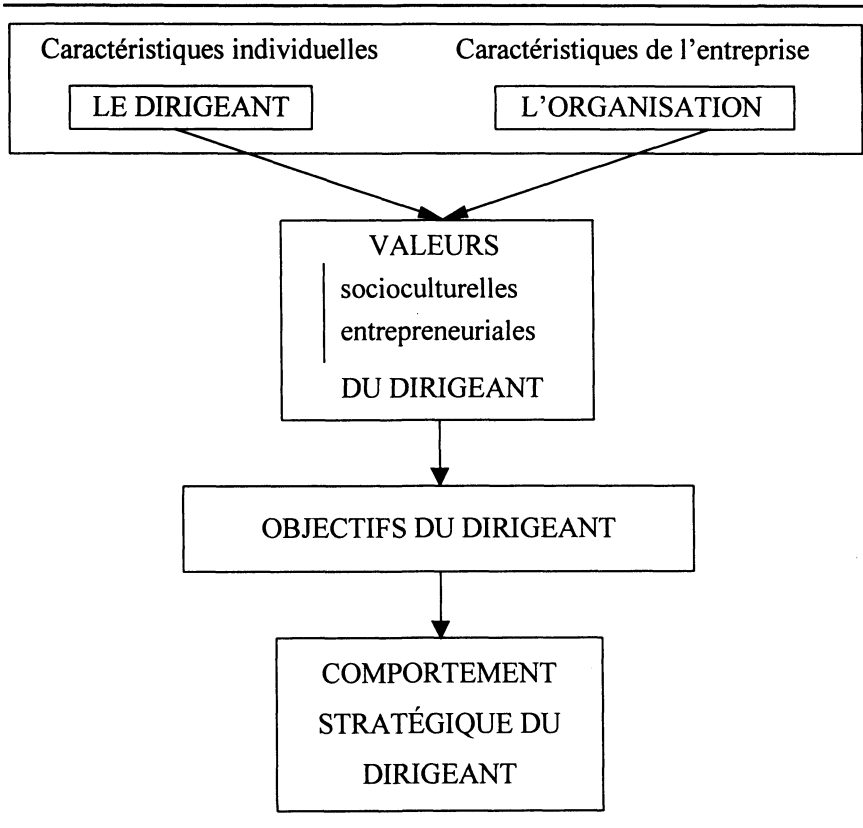 Caractéristiques individuelles
Caractéristiques de l'entreprise
LE DIRIGEANT
L'ORGANISATION
VALEURS
socioculturelles
entrepreneuriales
DU DIRIGEANT
OBJECTIFS DU DIRIGEANT
COMPORTEMENT
STRATÉGIQUE DU
DIRIGEANT